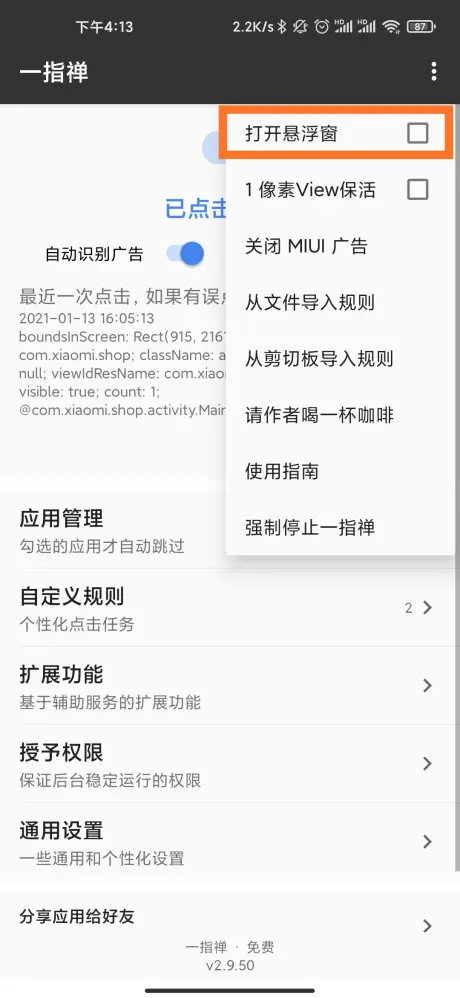 下午4:13
2.2K/s HD HD 87
一指禅
打开悬浮窗
已点击
1 像素View保活
自动识别广告
关闭 MIUI 广告
最近一次点击，如果有误
从文件导入规则
2021-01-13 16:05:13
boundsInScreen: Rect(915, 216
从剪切板导入规则
com.xiaomi.shop; className: a
null; viewIdResName: com.xiao
visible: true; count: 1;
请作者喝一杯咖啡
@com.xiaomi.shop.activity.Main
使用指南
强制停止一指禅
应用管理
勾选的应用才自动跳过
自定义规则
2
个性化点击任务
扩展功能
基于辅助服务的扩展功能
授予权限
保证后台稳定运行的权限
通用设置
一些通用和个性化设置
分享应用给好友
一指禅 · 免费
v2.9.50